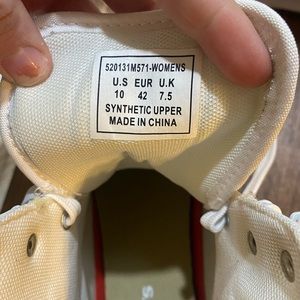 520131M571-WOMENS
U.S EUR U.K
10 42 7.5
SYNTHETIC UPPER
MADE IN CHINA